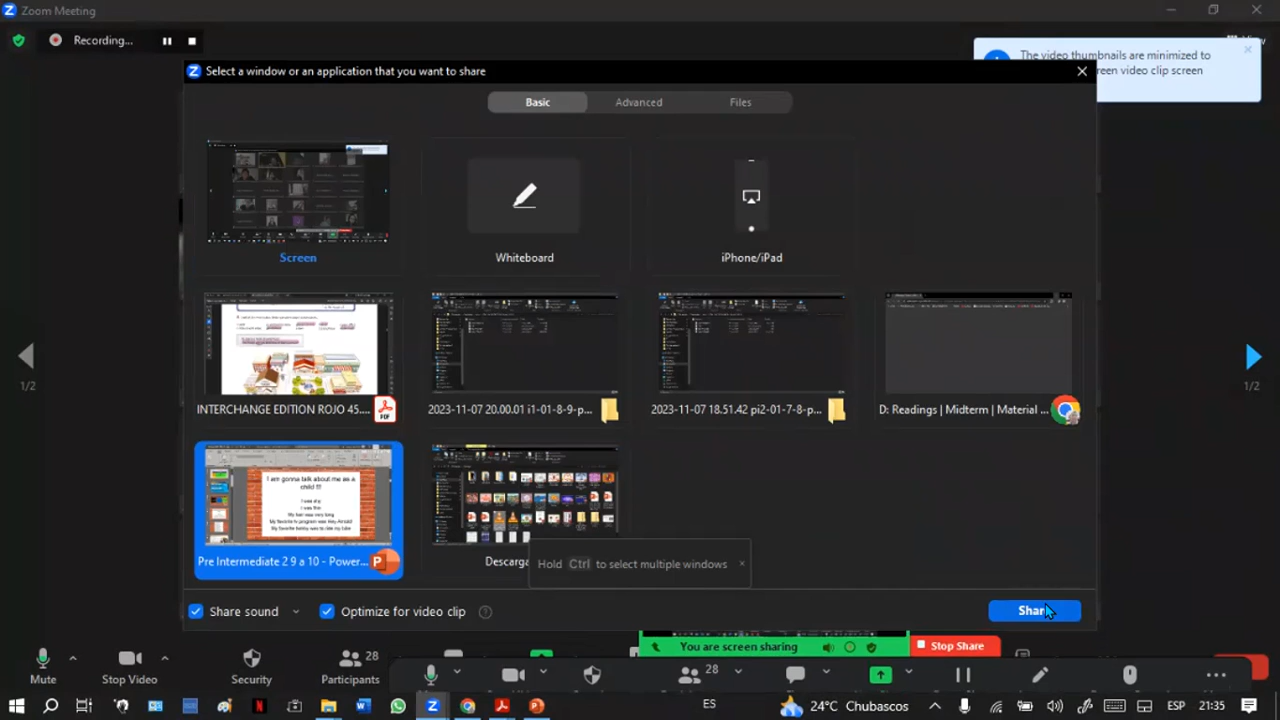 Zoom Meeting
Recording...
View
The video thumbnails are minimized to
reen video clip screen
Select a window or an application that you want to share
Basic
Advanced
Files
Screen
Whiteboard
iPhone/iPad
1/2
1/2
INTERCHANGE EDITION ROJO 45....
PDF
2023-11-07 20.00.01 i1-01-8-9-p...
2023-11-07 18.51.42 pi2-01-7-8-p...
D: Readings | Midterm | Material ...
I am gonna talk about me as a
child !!!
I was shy
I was thin
My hair was very long
My favorite tv program was Hey Arnold
My favorite hobby was to ride my bike
Pre Intermediate 2 9 a 10 - Power...
Descarga
Hold Ctrl to select multiple windows
Share sound
Optimize for video clip
Share
You are screen sharing
Stop Share
Mute
Stop Video
Security
28
Participants
28
24°C Chubascos
ES
ESP
21:35